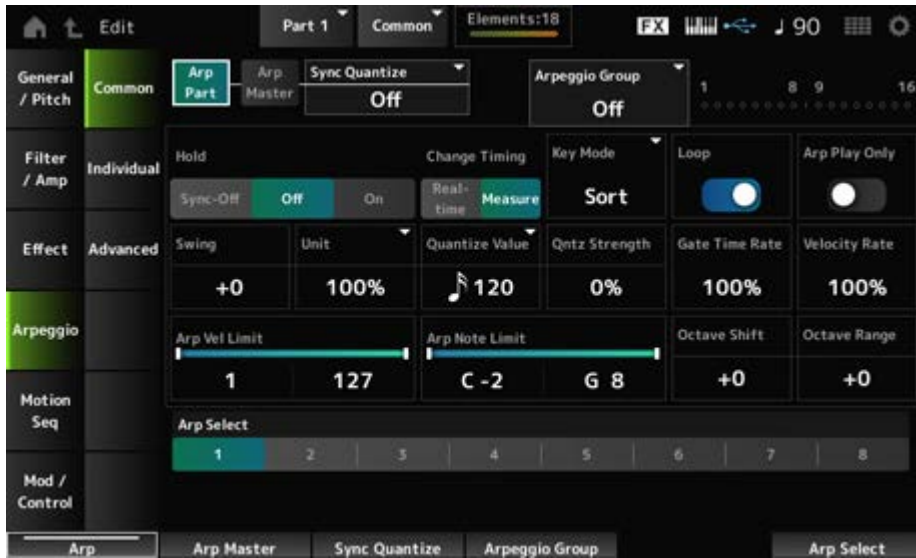 Edit
Part 1
Common
Elements:18
FX
90
General / Pitch
Filter / Amp
Effect
Arpeggio
Motion Seq
Mod / Control
Common
Individual
Advanced
Arp Part
Arp Master
Sync Quantize
Off
Arpeggio Group
Off
1
8
9
16
Hold
Sync-Off
Off
On
Change Timing
Real-time
Measure
Key Mode
Sort
Loop
Arp Play Only
Swing
+0
Unit
100%
Quantize Value
120
Qntz Strength
0%
Gate Time Rate
100%
Velocity Rate
100%
Arp Vel Limit
1
127
Arp Note Limit
C -2
G 8
Octave Shift
+0
Octave Range
+0
Arp Select
1
2
3
4
5
6
7
8
Arp
Arp Master
Sync Quantize
Arpeggio Group
Arp Select